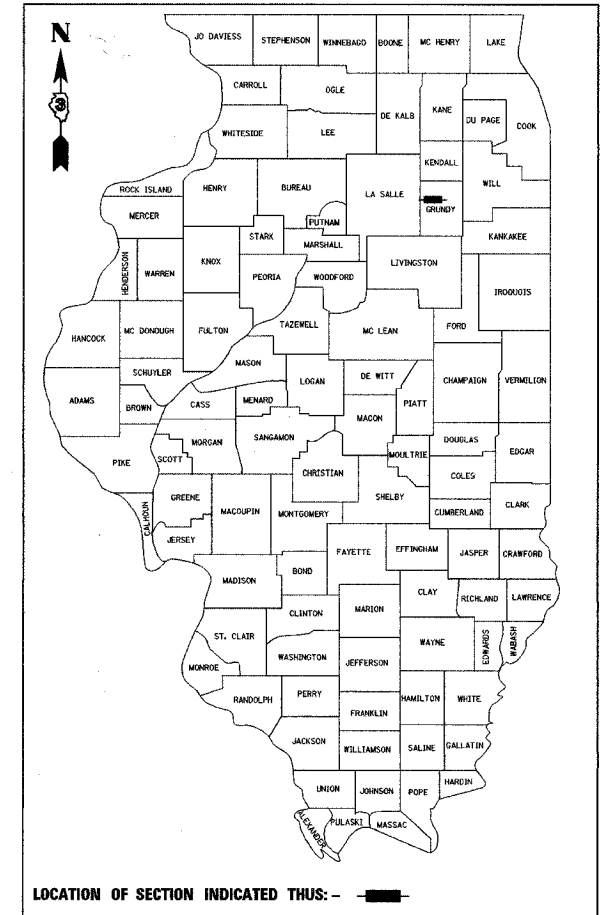 N
JO DAVIESS
STEPHENSON
WINNEBAGO
BOONE
MC HENRY
LAKE
CARROLL
OGLE
DE KALB
KANE
DU PAGE
COOK
WHITESIDE
LEE
KENDALL
WILL
ROCK ISLAND
HENRY
BUREAU
LA SALLE
GRUNDY
MERCER
PUTNAM
STARK
MARSHALL
KANKAKEE
HENDERSON
WARREN
KNOX
PEORIA
WOODFORD
LIVINGSTON
IROQUOIS
HANCOCK
MC DONOUGH
FULTON
TAZEWELL
MC LEAN
FORD
MASON
SCHUYLER
LOGAN
DE WITT
CHAMPAIGN
VERMILION
ADAMS
BROWN
CASS
MENARD
MACON
PIATT
MORGAN
SANGAMON
DOUGLAS
EDGAR
PIKE
SCOTT
CHRISTIAN
MOULTRIE
COLES
CALHOUN
GREENE
MACOUPIN
MONTGOMERY
SHELBY
CUMBERLAND
CLARK
JERSEY
FAYETTE
EFFINGHAM
JASPER
CRAWFORD
MADISON
BOND
CLAY
RICHLAND
LAWRENCE
CLINTON
MARION
ST. CLAIR
WAYNE
EDWARDS
WABASH
MONROE
WASHINGTON
JEFFERSON
RANDOLPH
PERRY
HAMILTON
WHITE
FRANKLIN
JACKSON
WILLIAMSON
SALINE
GALLATIN
UNION
JOHNSON
POPE
HARDIN
ALEXANDER
PULASKI
MASSAC
LOCATION OF SECTION INDICATED THUS: -